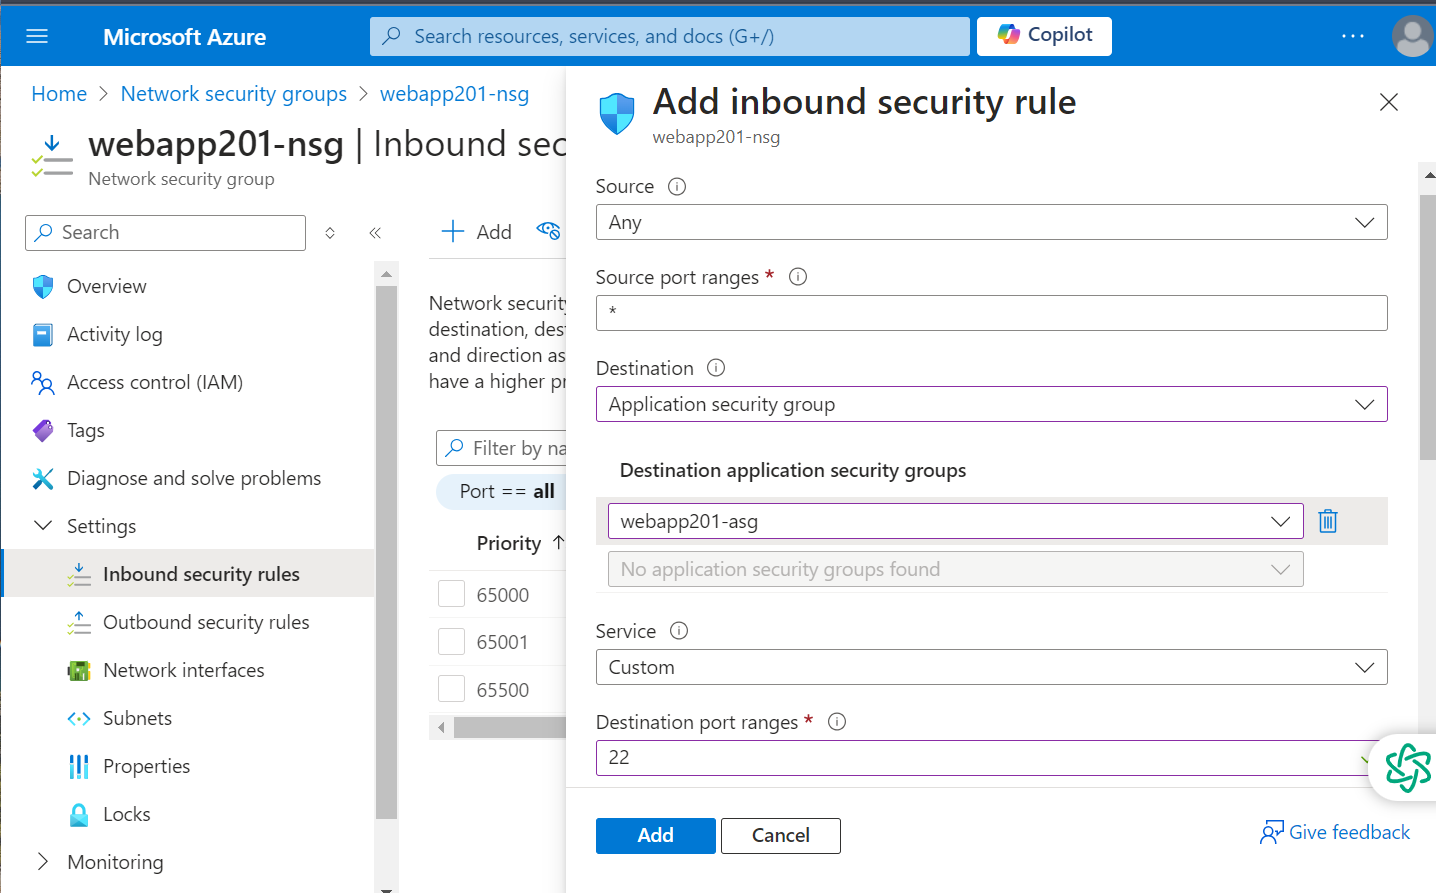 Microsoft Azure
Search resources, services, and docs (G+/)
Copilot
Home > Network security groups > webapp201-nsg
webapp201-nsg | Inbound sec
Network security group
Search
Overview
Activity log
Access control (IAM)
Tags
Diagnose and solve problems
Settings
Inbound security rules
Outbound security rules
Network interfaces
Subnets
Properties
Locks
Monitoring
Add
Network security
destination, des
and direction as
have a higher pr
Filter by na
Port == all
Priority ↑
65000
65001
65500
Add inbound security rule
webapp201-nsg
Source
Any
Source port ranges *
*
Destination
Application security group
Destination application security groups
webapp201-asg
No application security groups found
Service
Custom
Destination port ranges *
22
Add
Cancel
Give feedback